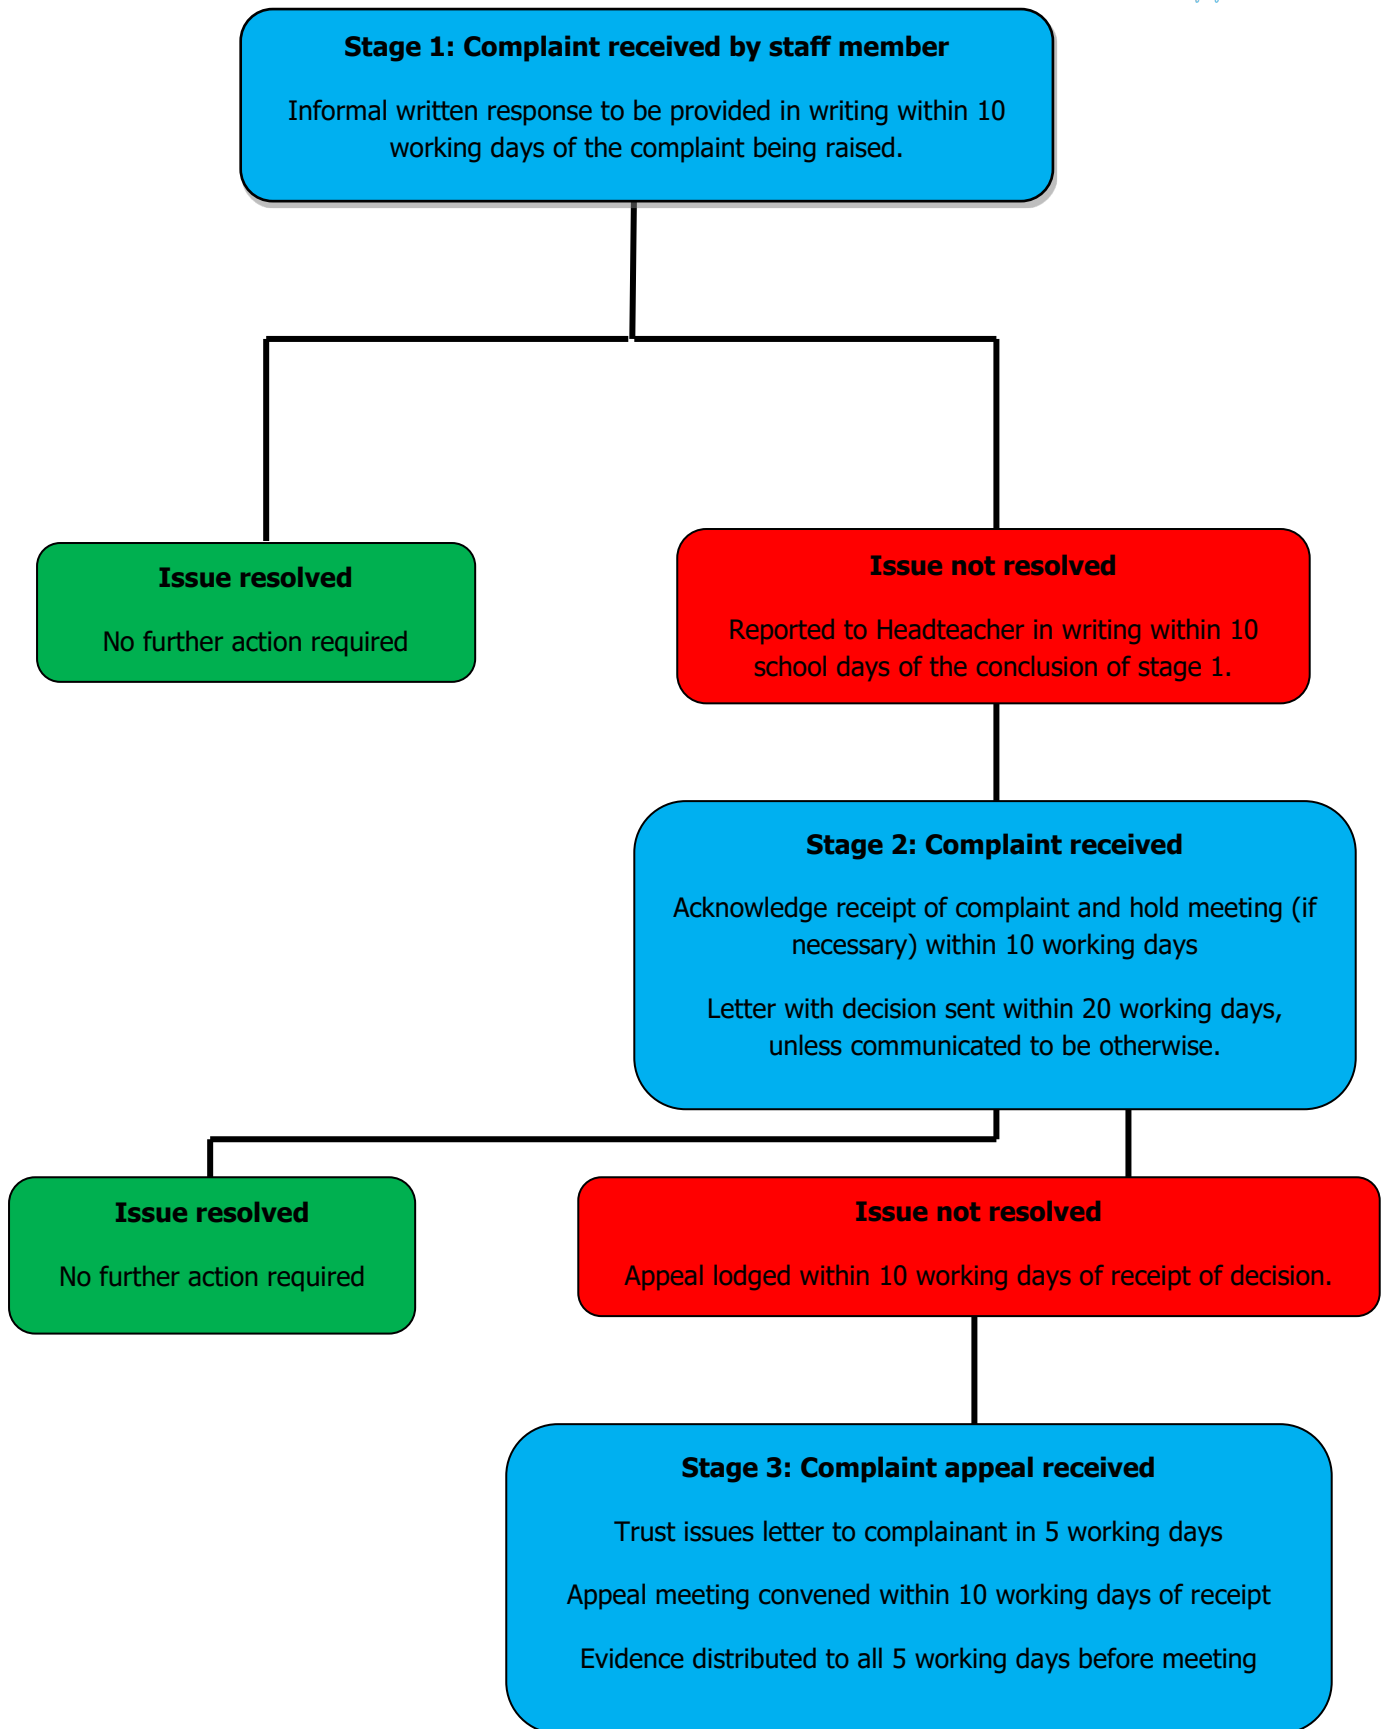 Stage 1: Complaint received by staff member
Informal written response to be provided in writing within 10
working days of the complaint being raised.
Issue resolved
No further action required
Issue not resolved
Reported to Headteacher in writing within 10
school days of the conclusion of stage 1.
Stage 2: Complaint received
Acknowledge receipt of complaint and hold meeting (if
necessary) within 10 working days
Letter with decision sent within 20 working days,
unless communicated to be otherwise.
Issue resolved
No further action required
Issue not resolved
Appeal lodged within 10 working days of receipt of decision.
Stage 3: Complaint appeal received
Trust issues letter to complainant in 5 working days
Appeal meeting convened within 10 working days of receipt
Evidence distributed to all 5 working days before meeting